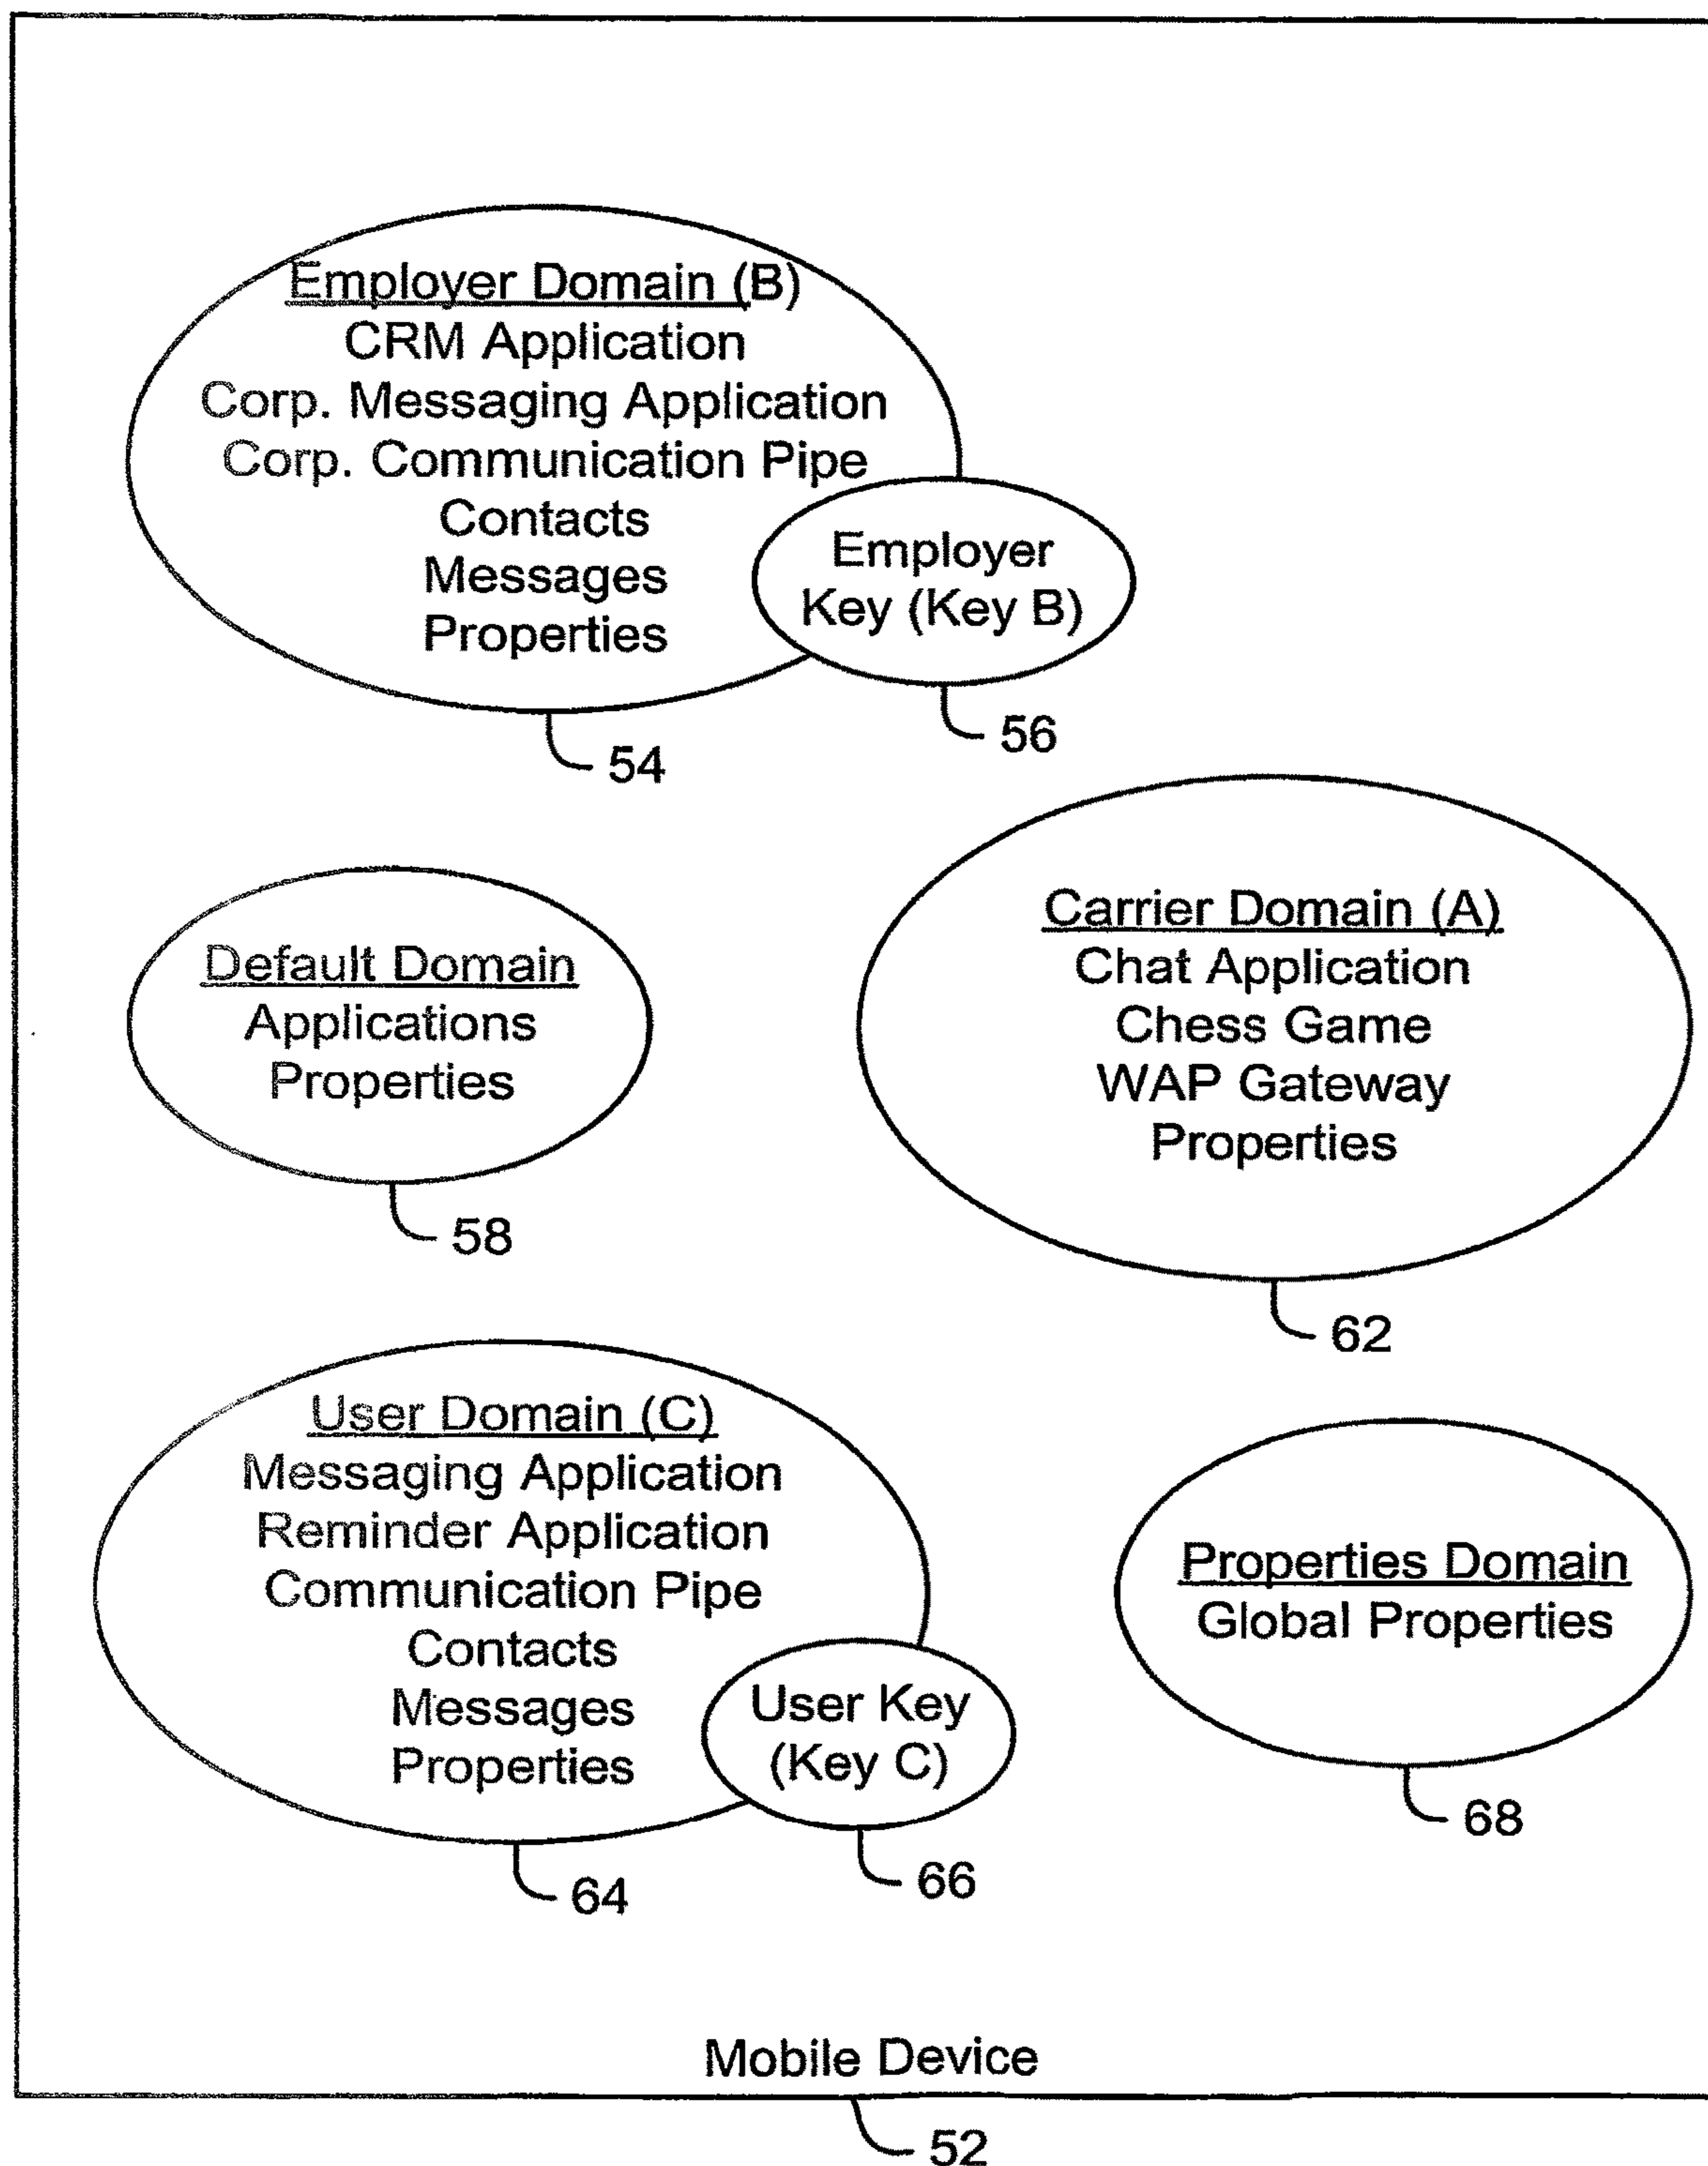 Employer Domain (B)
CRM Application
Corp. Messaging Application
Corp. Communication Pipe
Contacts
Messages
Properties
Employer
Key (Key B)
56
54
Carrier Domain (A)
Chat Application
Chess Game
WAP Gateway
Properties
62
Default Domain
Applications
Properties
58
User Domain (C)
Messaging Application
Reminder Application
Communication Pipe
Contacts
Messages
Properties
User Key
(Key C)
66
64
Properties Domain
Global Properties
68
Mobile Device
52